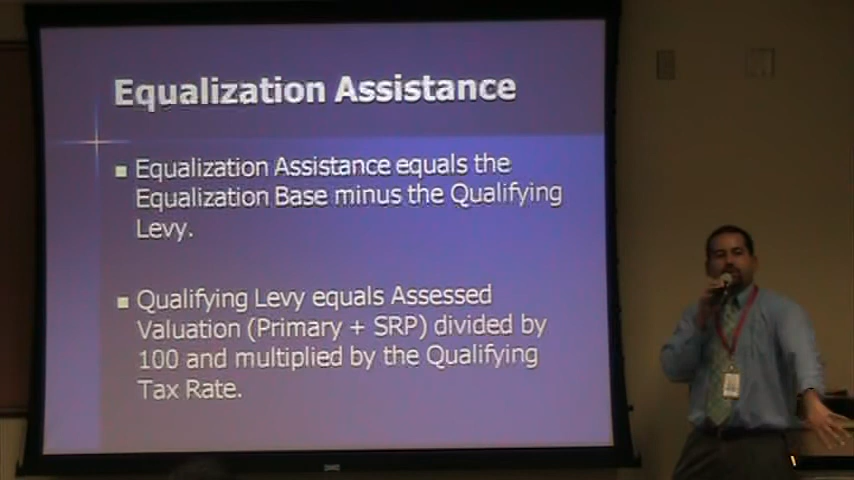 Equalization Assistance
Equalization Assistance equals the
Equalization Base minus the Qualifying
Levy.
Qualifying Levy equals Assessed
Valuation (Primary + SRP) divided by
100 and multiplied by the Qualifying
Tax Rate.